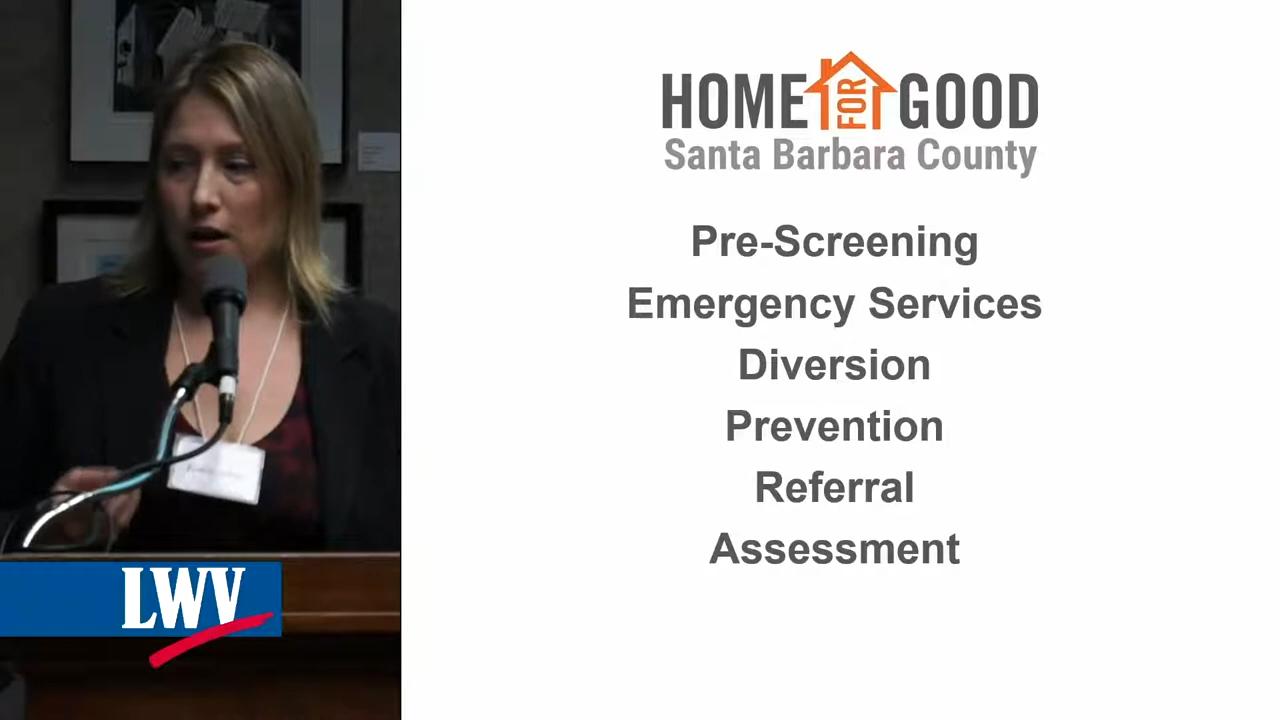 HOME FOR GOOD
Santa Barbara County
Pre-Screening
Emergency Services
Diversion
Prevention
Referral
Assessment
LWV